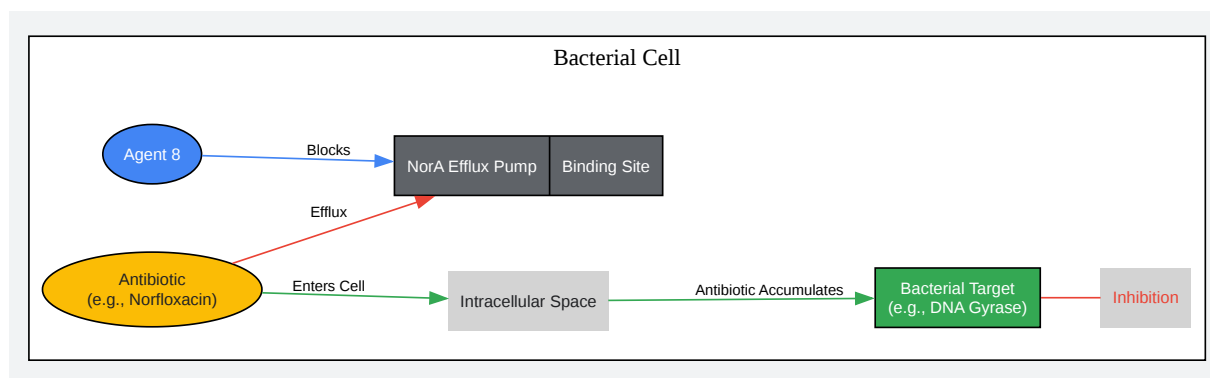 Bacterial Cell
Agent 8
Blocks
NorA Efflux Pump
Binding Site
Efflux
Antibiotic
(e.g., Norfloxacin)
Enters Cell
Intracellular Space
Antibiotic Accumulates
Bacterial Target
(e.g., DNA Gyrase)
Inhibition